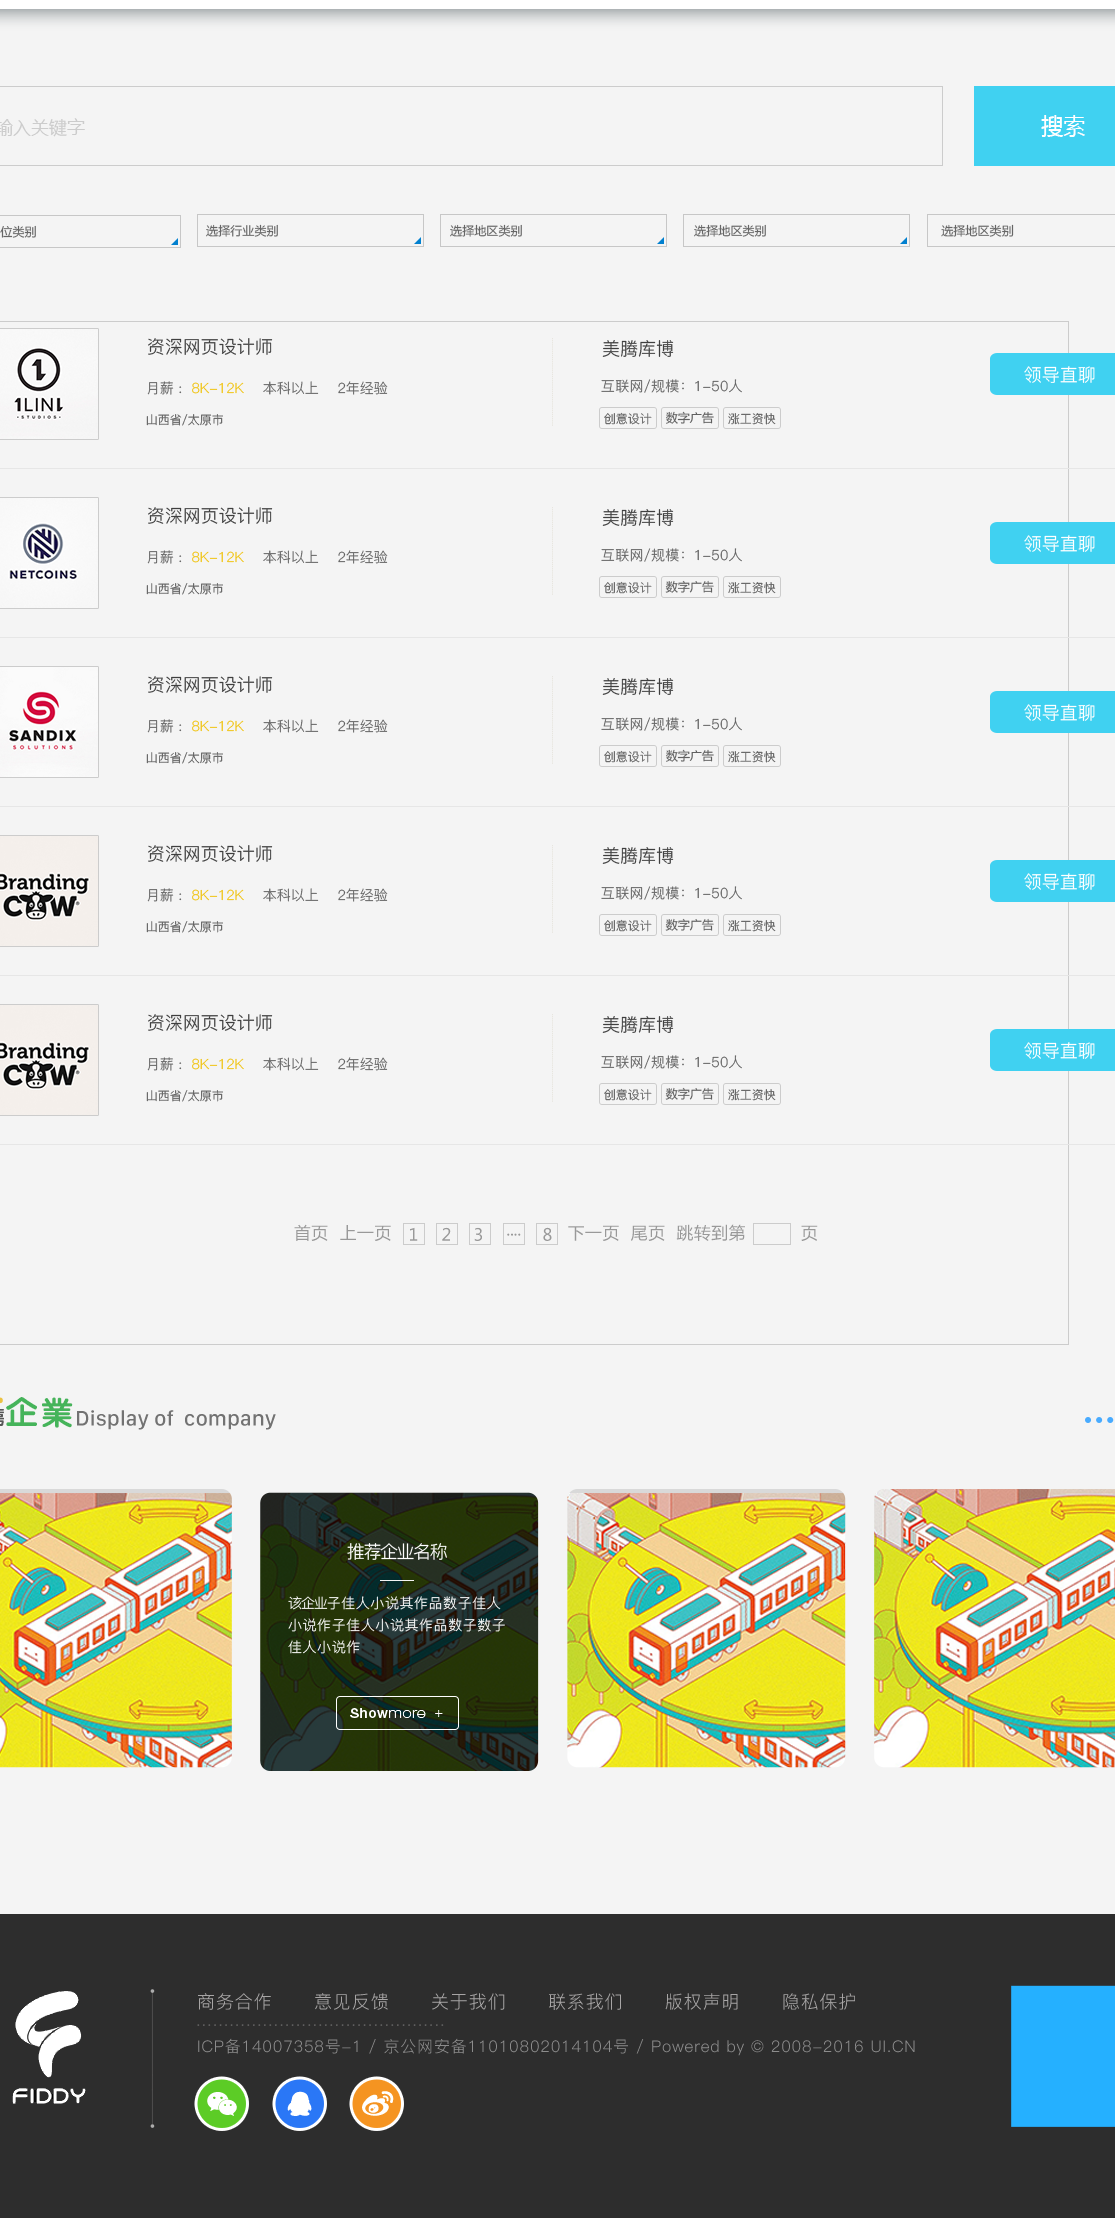 输入关键字
搜索
位类别 选择行业类别 选择地区类别 选择地区类别 选择地区类别
1LIN1
·STUDIOS·
资深网页设计师
月薪： 8K-12K 本科以上 2年经验
山西省/太原市
美腾库博
互联网/规模：1-50人
创意设计 数字广告 涨工资快
领导直聊
NETCOINS
资深网页设计师
月薪： 8K-12K 本科以上 2年经验
山西省/太原市
美腾库博
互联网/规模：1-50人
创意设计 数字广告 涨工资快
领导直聊
SANDIX
SOLUTIONS
资深网页设计师
月薪： 8K-12K 本科以上 2年经验
山西省/太原市
美腾库博
互联网/规模：1-50人
创意设计 数字广告 涨工资快
领导直聊
Branding
COW
资深网页设计师
月薪： 8K-12K 本科以上 2年经验
山西省/太原市
美腾库博
互联网/规模：1-50人
创意设计 数字广告 涨工资快
领导直聊
Branding
COW
资深网页设计师
月薪： 8K-12K 本科以上 2年经验
山西省/太原市
美腾库博
互联网/规模：1-50人
创意设计 数字广告 涨工资快
领导直聊
首页 上一页 1 2 3 ···· 8 下一页 尾页 跳转到第 页
企業 Display of company
推荐企业名称
该企业子佳人小说其作品数子佳人
小说作子佳人小说其作品数子数子
佳人小说作
Showmore +
FIDDY
商务合作 意见反馈 关于我们 联系我们 版权声明 隐私保护
ICP备14007358号-1 / 京公网安备11010802014104号 / Powered by © 2008-2016 UI.CN